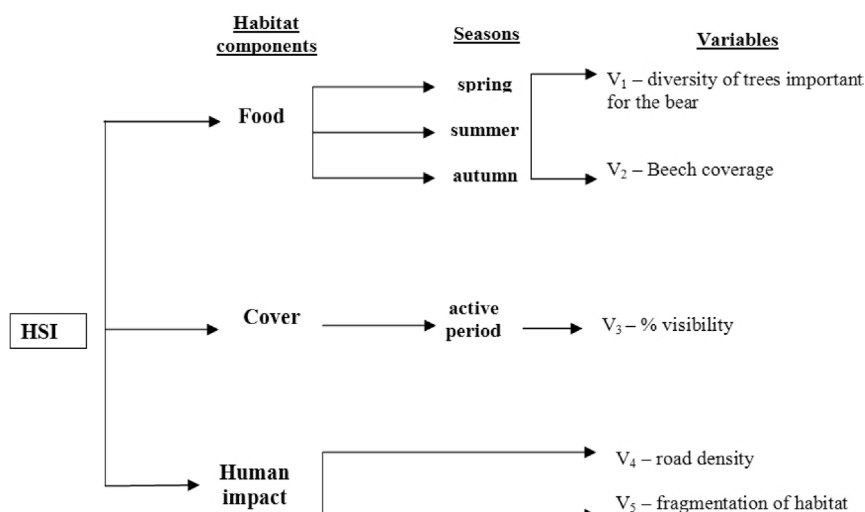 Habitat
components
Seasons
Variables
Food
spring
summer
autumn
V₁ – diversity of trees important
for the bear
V₂ – Beech coverage
HSI
Cover
active
period
V₃ – % visibility
Human
impact
V₄ – road density
V₅ – fragmentation of habitat